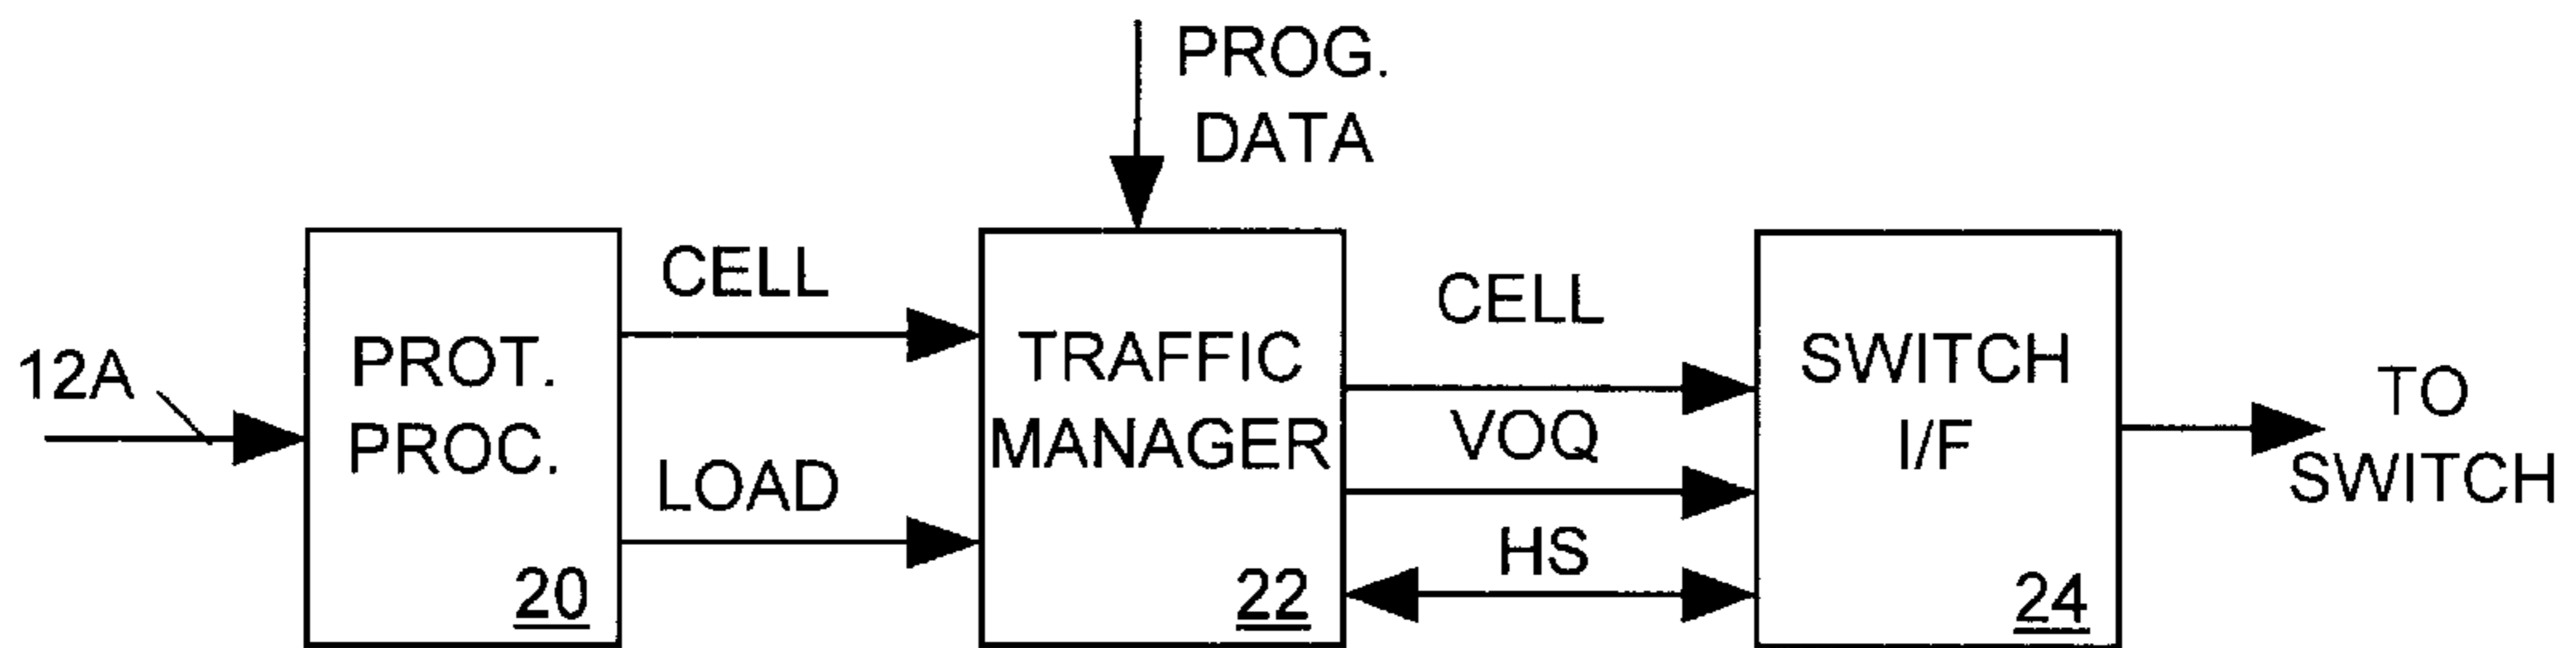 PROG.
DATA
12A
PROT.
PROC.
20
CELL
LOAD
TRAFFIC
MANAGER
22
CELL
VOQ
HS
SWITCH
I/F
24
TO
SWITCH